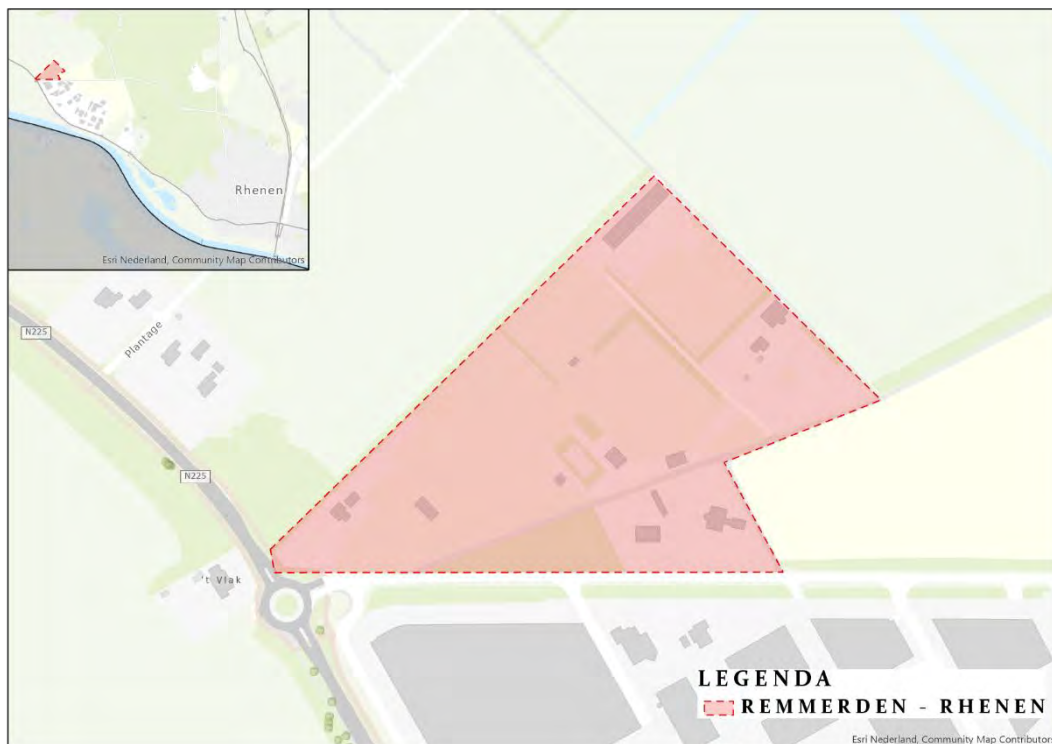 Rhenen
Esri Nederland, Community Map Contributors
N225
Plantage
N225
't Vlak
LEGENDA
REMMERDEN - RHENEN
Esri Nederland, Community Map Contributors